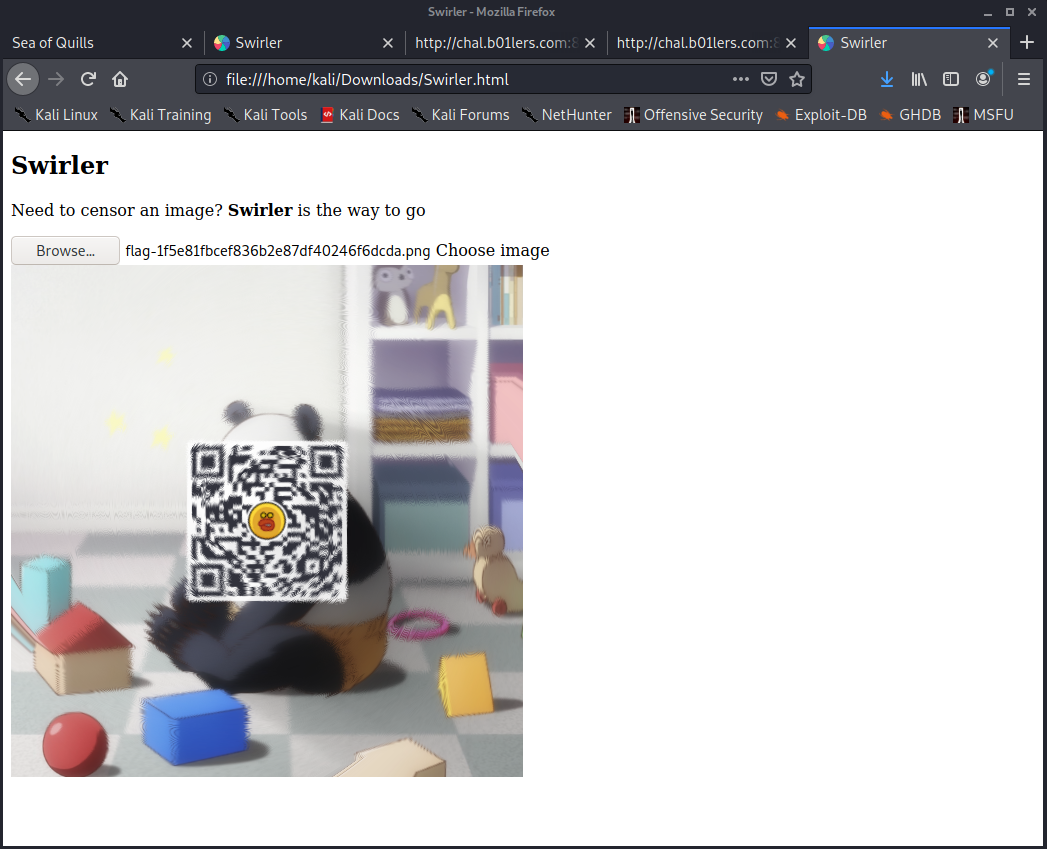 Swirler - Mozilla Firefox
Sea of Quills
Swirler
http://chal.b01lers.com:8
http://chal.b01lers.com:8
Swirler
file:///home/kali/Downloads/Swirler.html
Kali Linux
Kali Training
Kali Tools
Kali Docs
Kali Forums
NetHunter
Offensive Security
Exploit-DB
GHDB
MSFU
Swirler
Need to censor an image? Swirler is the way to go
Browse... flag-1f5e81fbcef836b2e87df40246f6dcda.png Choose image